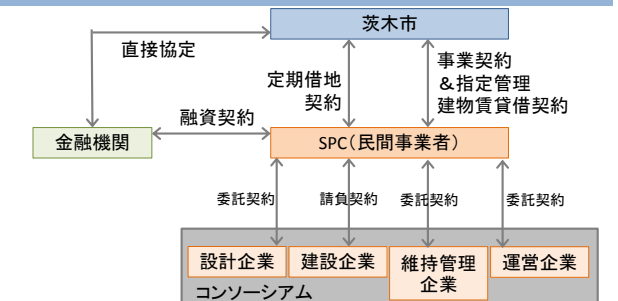 茨木市
直接協定
定期借地
契約
事業契約
&指定管理
建物賃貸借契約
融資契約
金融機関
SPC(民間事業者)
委託契約
請負契約
委託契約
委託契約
設計企業
建設企業
維持管理
企業
運営企業
コンソーシアム